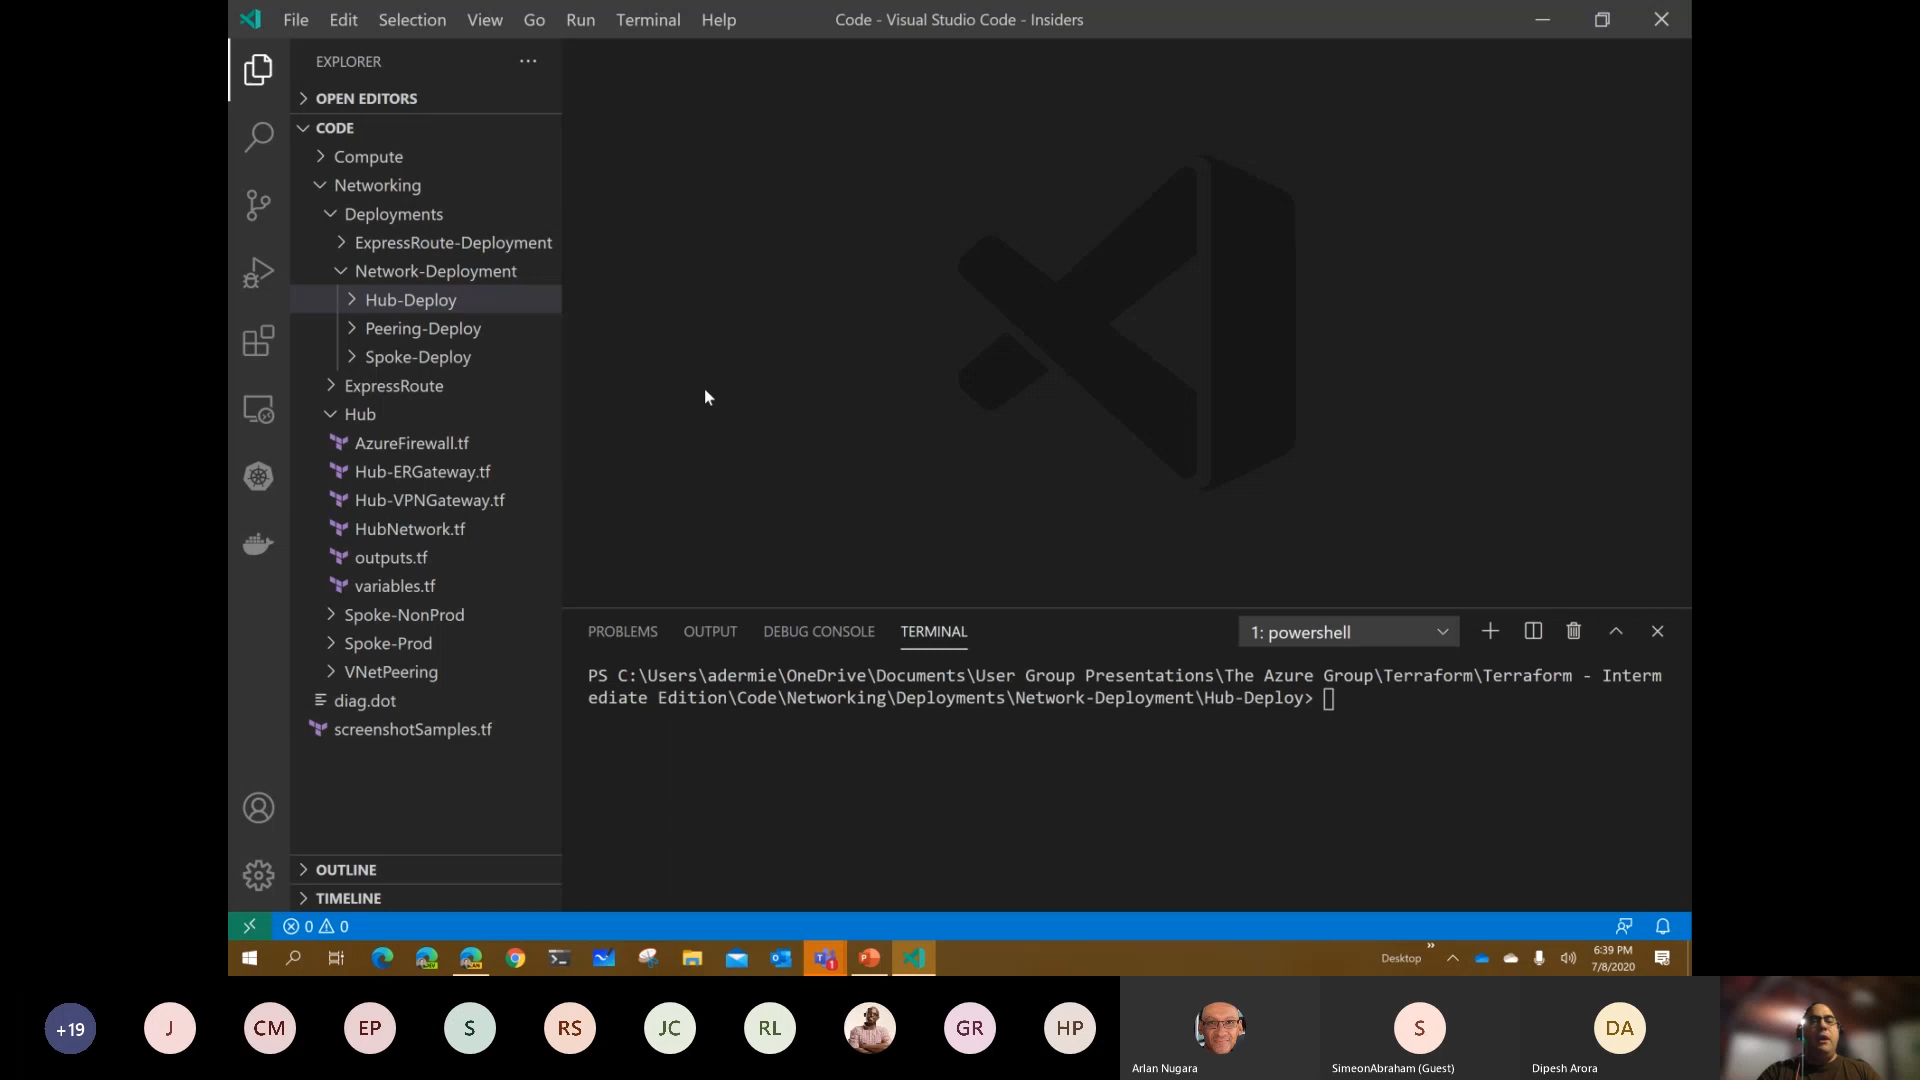 File Edit Selection View Go Run Terminal Help
Code - Visual Studio Code - Insiders
EXPLORER
OPEN EDITORS
CODE
Compute
Networking
Deployments
ExpressRoute-Deployment
Network-Deployment
Hub-Deploy
Peering-Deploy
Spoke-Deploy
ExpressRoute
Hub
AzureFirewall.tf
Hub-ERGateway.tf
Hub-VPNGateway.tf
HubNetwork.tf
outputs.tf
variables.tf
Spoke-NonProd
Spoke-Prod
VNetPeering
diag.dot
screenshotSamples.tf
OUTLINE
TIMELINE
PROBLEMS OUTPUT DEBUG CONSOLE TERMINAL
1: powershell
PS C:\Users\adermie\OneDrive\Documents\User Group Presentations\The Azure Group\Terraform\Terraform - Interm
ediate Edition\Code\Networking\Deployments\Network-Deployment\Hub-Deploy>
0 0
Desktop
6:39 PM
7/8/2020
+19 J CM EP S RS JC RL GR HP S DA
Arlan Nugara SimeonAbraham (Guest) Dipesh Arora